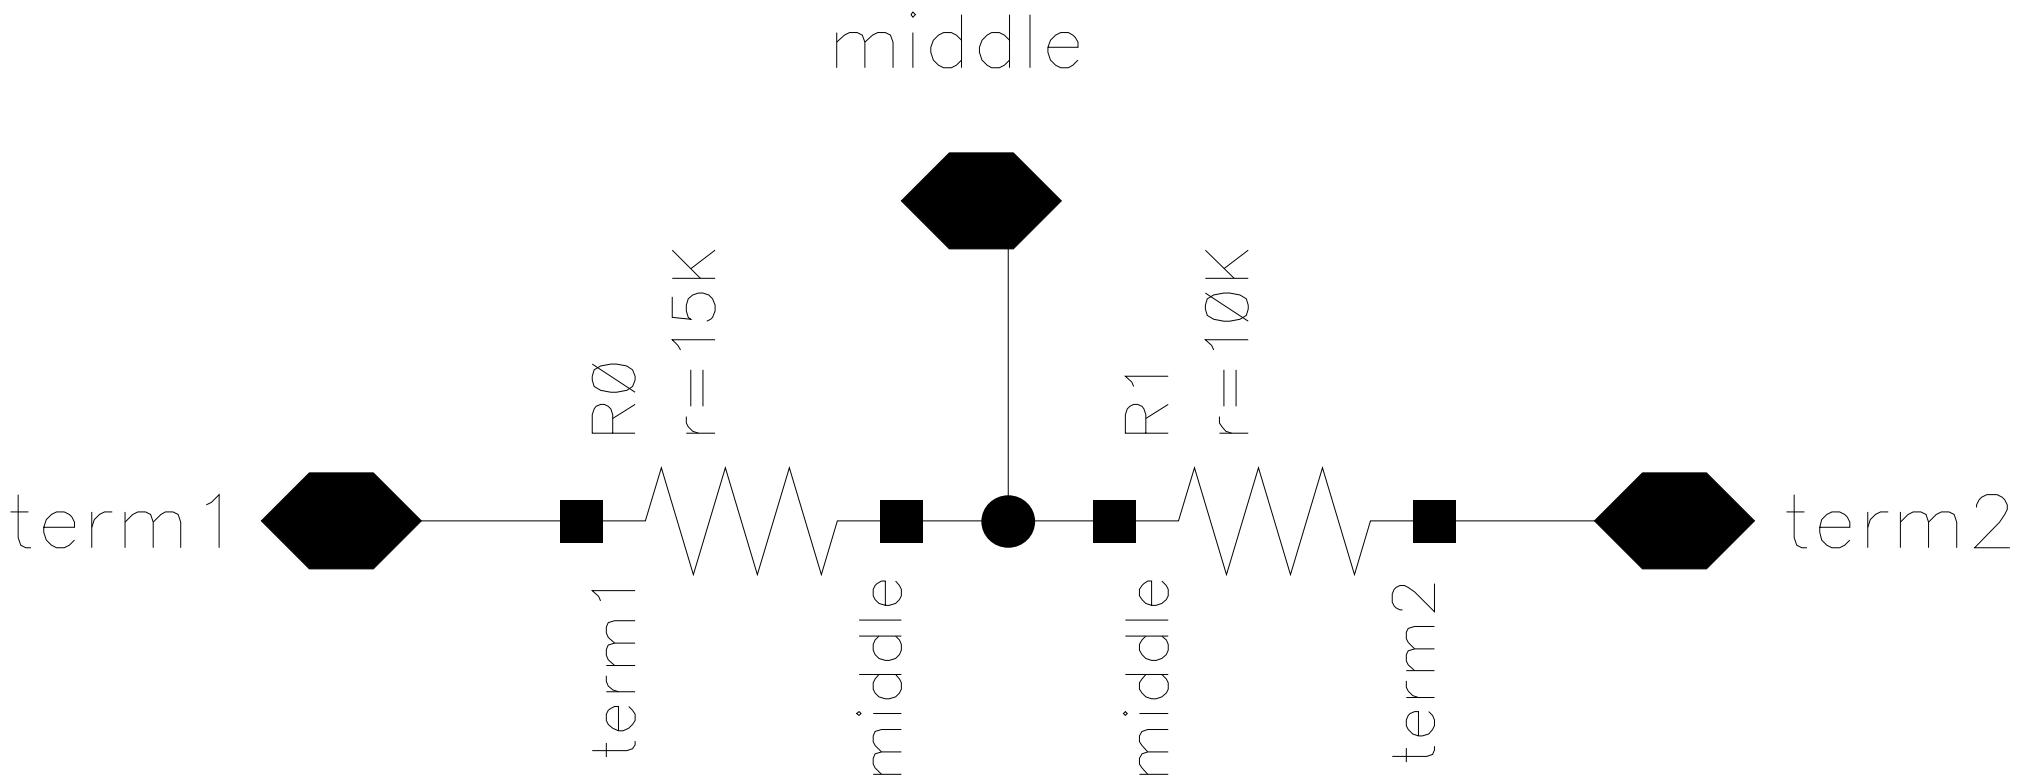 middle
R0
r=15K
R1
r=10K
term1
term2
term1
middle
middle
term2